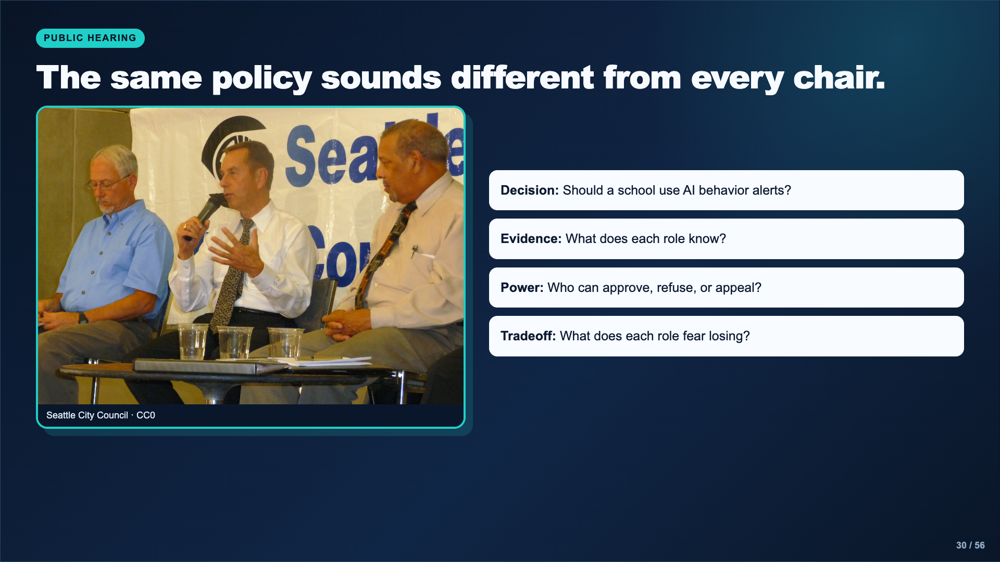 PUBLIC HEARING
The same policy sounds different from every chair.
Sea
Cou
Seattle City Council · CC0
Decision: Should a school use AI behavior alerts?
Evidence: What does each role know?
Power: Who can approve, refuse, or appeal?
Tradeoff: What does each role fear losing?
30 / 56